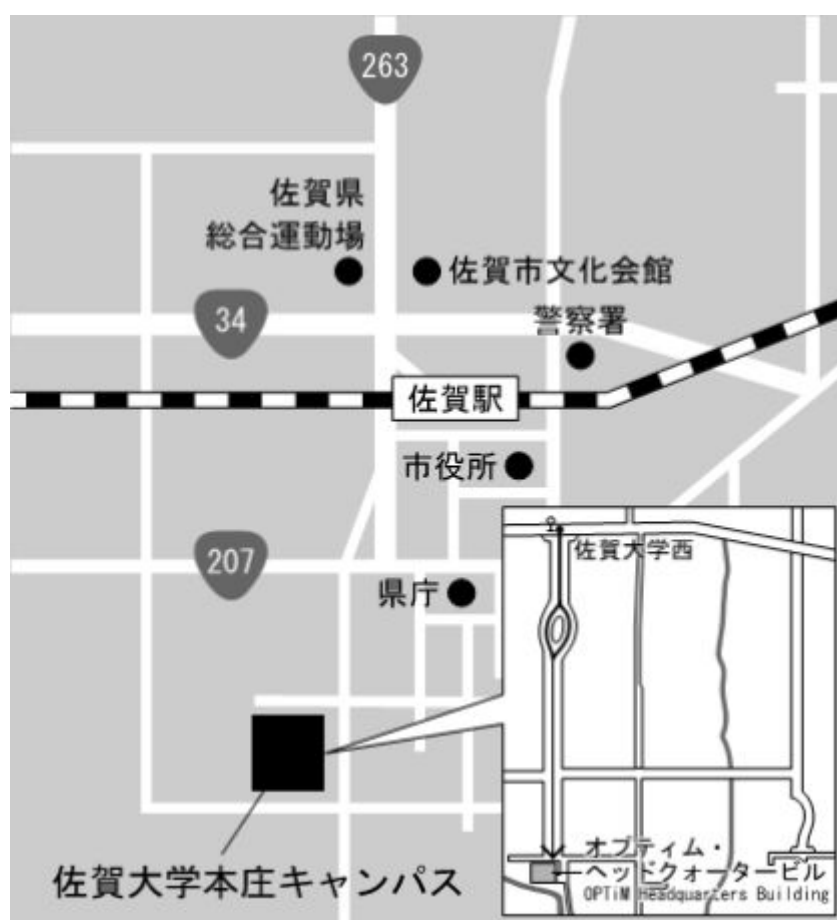 263
佐賀県
総合運動場
佐賀市文化会館
34
警察署
佐賀駅
市役所
佐賀大学西
207
県庁
オプティム・
ヘッドクォータービル
OPTiM Headquarters Building
佐賀大学本庄キャンパス